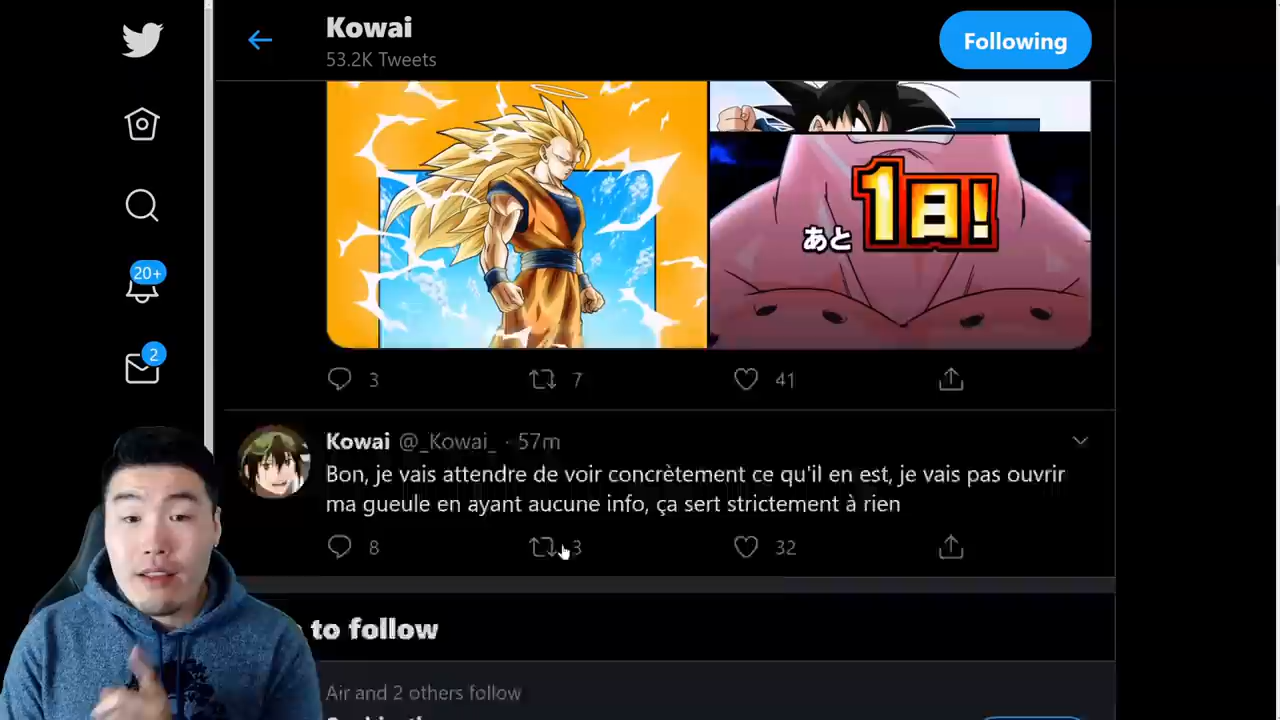 Kowai
53.2K Tweets
Following
あと 1日!
20+
2
3
7
41
Kowai @_Kowai_ · 57m
Bon, je vais attendre de voir concrètement ce qu'il en est, je vais pas ouvrir
ma gueule en ayant aucune info, ça sert strictement à rien
8
3
32
to follow
Air and 2 others follow